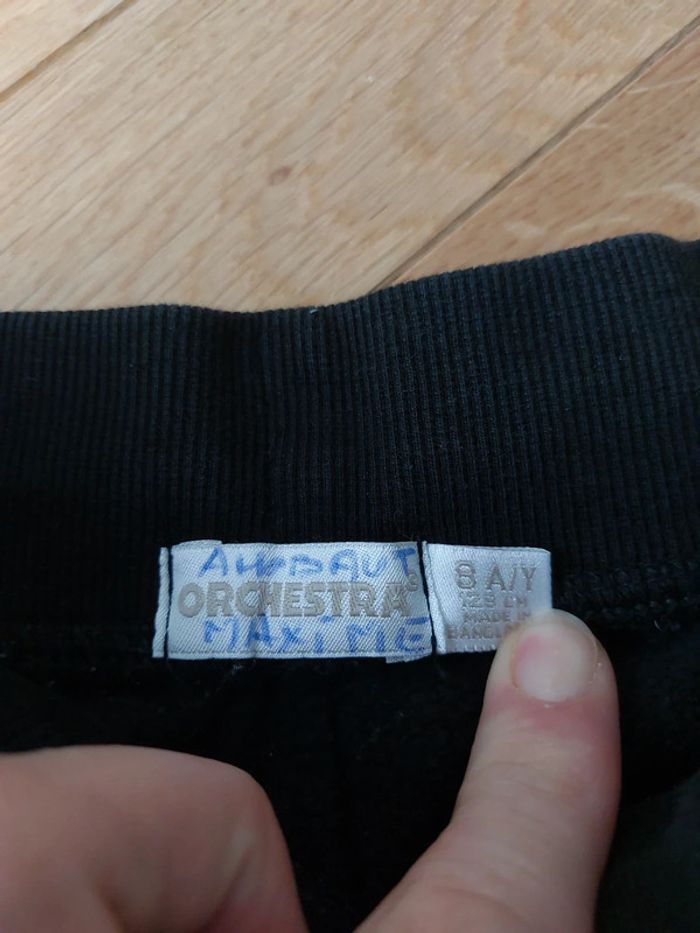 ORCHESTRA
MAXIME
8 A/Y
128 CM
MADE IN